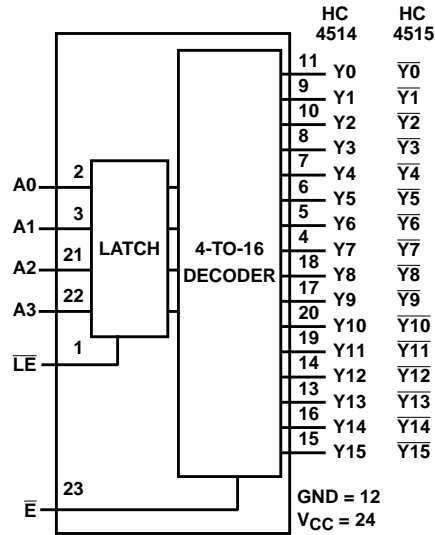 HC 4514
HC 4515
11 Y0 Y̅0̅
9 Y1 Y̅1̅
10 Y2 Y̅2̅
8 Y3 Y̅3̅
7 Y4 Y̅4̅
6 Y5 Y̅5̅
5 Y6 Y̅6̅
4 Y7 Y̅7̅
18 Y8 Y̅8̅
17 Y9 Y̅9̅
20 Y10 Y̅1̅0̅
19 Y11 Y̅1̅1̅
14 Y12 Y̅1̅2̅
13 Y13 Y̅1̅3̅
16 Y14 Y̅1̅4̅
15 Y15 Y̅1̅5̅
A0 2
A1 3
A2 21
A3 22
L̅E̅ 1
E̅ 23
LATCH
4-TO-16
DECODER
GND = 12
VCC = 24